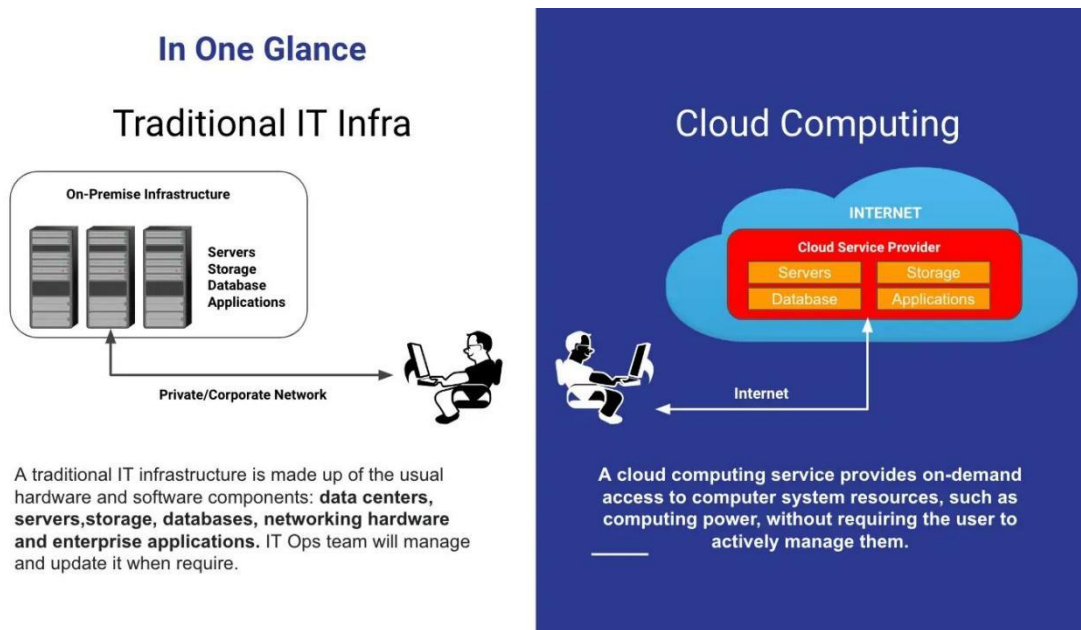 In One Glance
Traditional IT Infra
On-Premise Infrastructure
Servers
Storage
Database
Applications
Private/Corporate Network
A traditional IT infrastructure is made up of the usual
hardware and software components: data centers,
servers,storage, databases, networking hardware
and enterprise applications. IT Ops team will manage
and update it when require.
Cloud Computing
INTERNET
Cloud Service Provider
Servers
Storage
Database
Applications
Internet
A cloud computing service provides on-demand
access to computer system resources, such as
computing power, without requiring the user to
actively manage them.